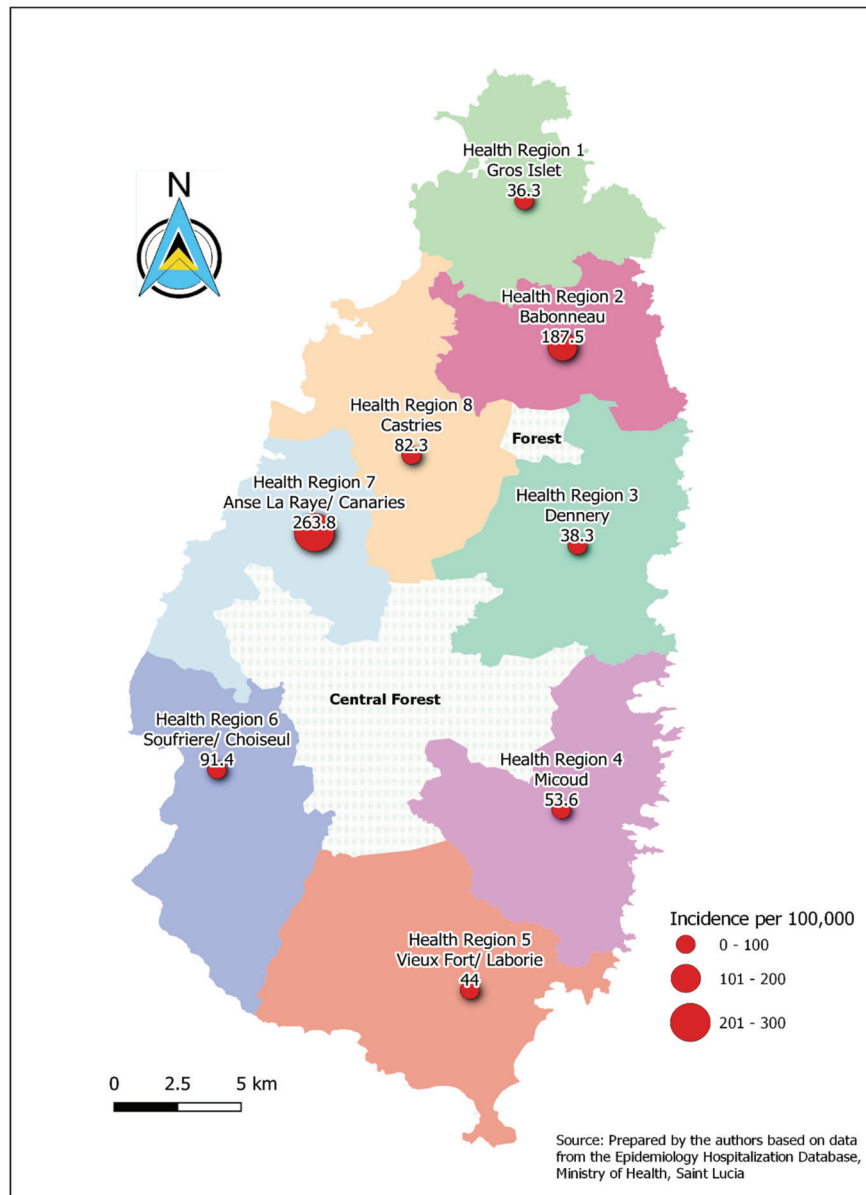 N
Health Region 1
Gros Islet
36.3
Health Region 2
Babonneau
187.5
Health Region 8
Castries
82.3
Forest
Health Region 7
Anse La Raye/ Canaries
263.8
Health Region 3
Dennery
38.3
Central Forest
Health Region 6
Soufriere/ Choiseul
91.4
Health Region 4
Micoud
53.6
Health Region 5
Vieux Fort/ Laborie
44
Incidence per 100,000
0 - 100
101 - 200
201 - 300
0 2.5 5 km
Source: Prepared by the authors based on data
from the Epidemiology Hospitalization Database,
Ministry of Health, Saint Lucia